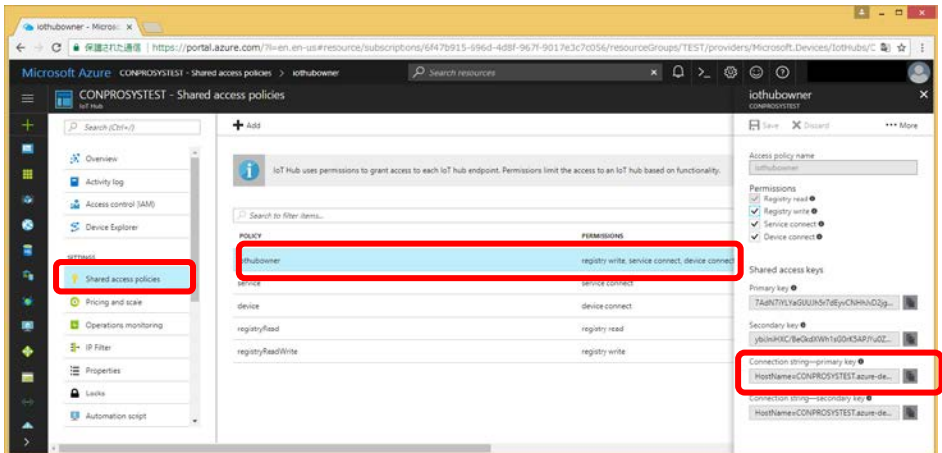 iothubowner - Micros
保護された通信 | https://portal.azure.com/?l=en.en-us#resource/subscriptions/6f47b915-696d-4d8f-967f-9017e3c7c056/resourceGroups/TEST/providers/Microsoft.Devices/IotHubs/C
Microsoft Azure CONPROSYSTEST - Shared access policies > iothubowner
Search resources
CONPROSYSTEST - Shared access policies
IoT Hub
Search (Ctrl+/)
Overview
Activity log
Access control (IAM)
Device Explorer
SETTINGS
Shared access policies
Pricing and scale
Operations monitoring
IP Filter
Properties
Locks
Automation script
Add
IoT Hub uses permissions to grant access to each IoT hub endpoint. Permissions limit the access to an IoT hub based on functionality.
Search to filter items...
POLICY PERMISSIONS
iothubowner registry write, service connect, device connect
service service connect
device device connect
registryRead registry read
registryReadWrite registry write
iothubowner
CONPROSYSTEST
Save Discard More
Access policy name
iothubowner
Permissions
Registry read
Registry write
Service connect
Device connect
Shared access keys
Primary key
Secondary key
Connection string—primary key
HostName=CONPROSYSTEST.azure-de...
Connection string—secondary key
HostName=CONPROSYSTEST.azure-de...